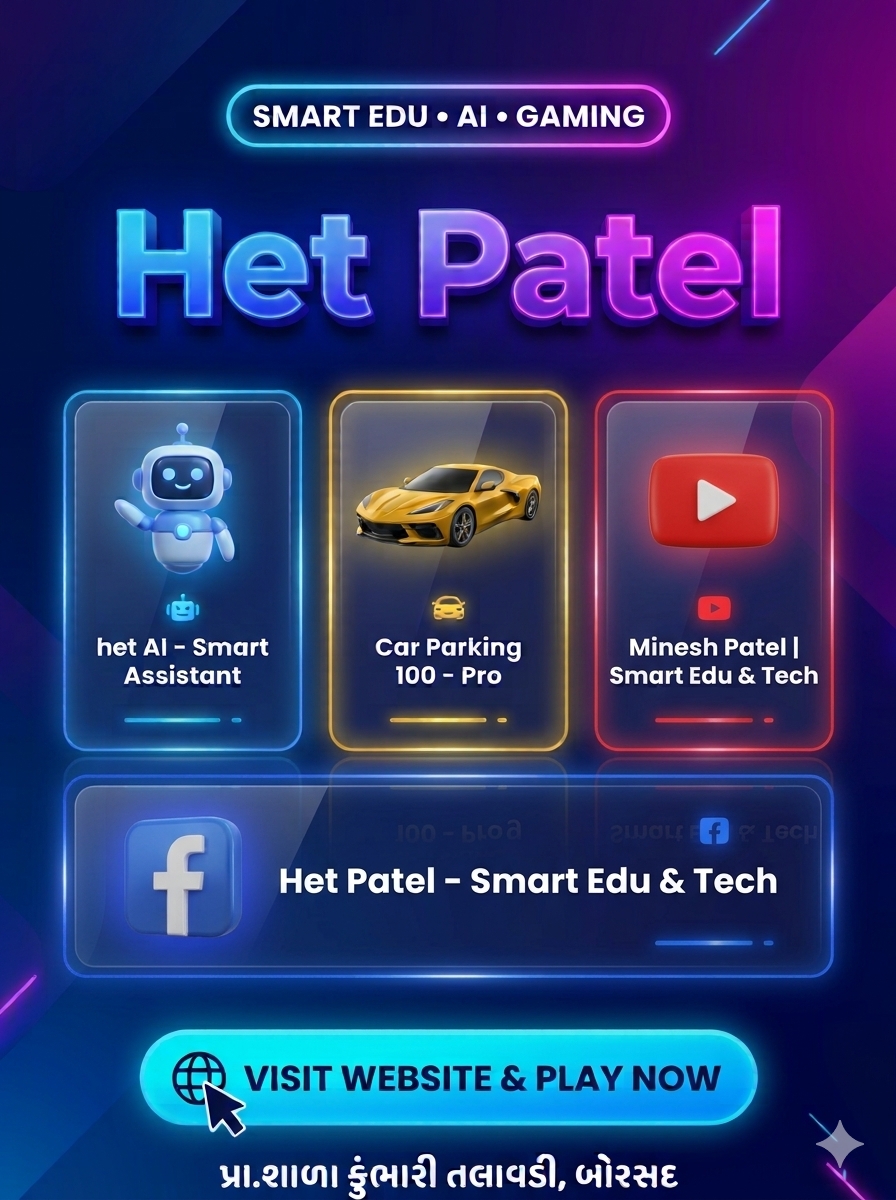 SMART EDU • AI • GAMING
Het Patel
het AI - Smart
Assistant
Car Parking
100 - Pro
Minesh Patel |
Smart Edu & Tech
Het Patel - Smart Edu & Tech
VISIT WEBSITE & PLAY NOW
પ્રા.શાળા કુંભારી તલાવડી, બોરસદ